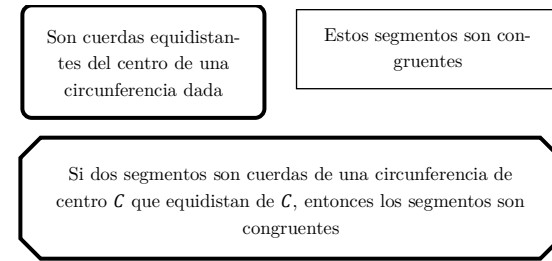 Son cuerdas equidistan-
tes del centro de una
circunferencia dada
Estos segmentos son con-
gruentes
Si dos segmentos son cuerdas de una circunferencia de
centro C que equidistan de C, entonces los segmentos son
congruentes